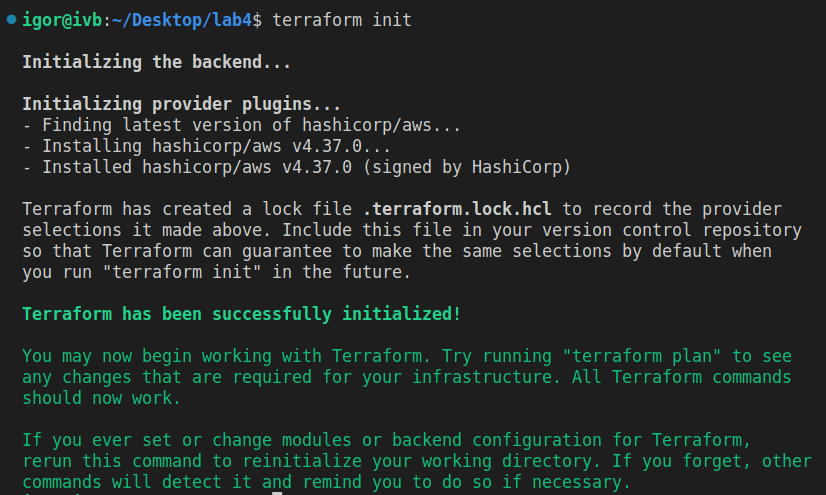 igor@ivb:~/Desktop/lab4$ terraform init
Initializing the backend...
Initializing provider plugins...
- Finding latest version of hashicorp/aws...
- Installing hashicorp/aws v4.37.0...
- Installed hashicorp/aws v4.37.0 (signed by HashiCorp)
Terraform has created a lock file .terraform.lock.hcl to record the provider
selections it made above. Include this file in your version control repository
so that Terraform can guarantee to make the same selections by default when
you run "terraform init" in the future.
Terraform has been successfully initialized!
You may now begin working with Terraform. Try running "terraform plan" to see
any changes that are required for your infrastructure. All Terraform commands
should now work.
If you ever set or change modules or backend configuration for Terraform,
rerun this command to reinitialize your working directory. If you forget, other
commands will detect it and remind you to do so if necessary.